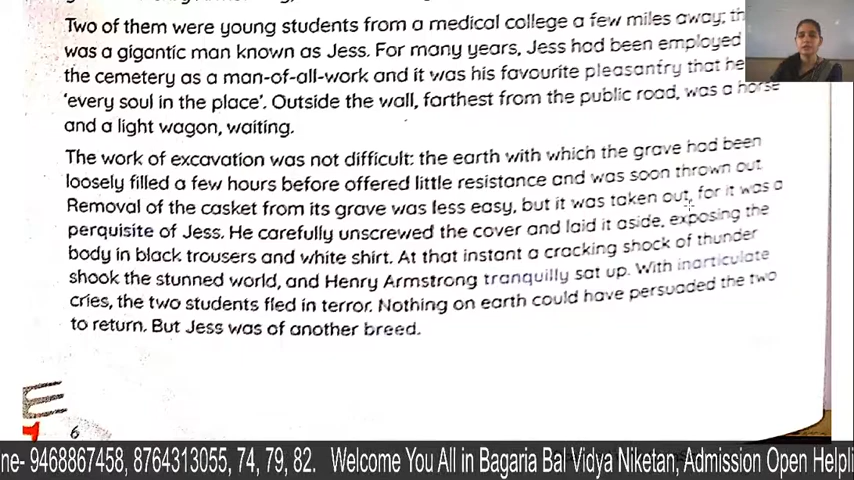 Two of them were young students from a medical college a few miles away; th
was a gigantic man known as Jess. For many years, Jess had been employed
the cemetery as a man-of-all-work and it was his favourite pleasantry that he
'every soul in the place'. Outside the wall, farthest from the public road, was a horse
and a light wagon, waiting.
The work of excavation was not difficult: the earth with which the grave had been
loosely filled a few hours before offered little resistance and was soon thrown out.
Removal of the casket from its grave was less easy, but it was taken out, for it was a
perquisite of Jess. He carefully unscrewed the cover and laid it aside, exposing the
body in black trousers and white shirt. At that instant a cracking shock of thunder
shook the stunned world, and Henry Armstrong tranquilly sat up. With inarticulate
cries, the two students fled in terror. Nothing on earth could have persuaded the two
to return. But Jess was of another breed.
6
ne- 9468867458, 8764313055, 74, 79, 82. Welcome You All in Bagaria Bal Vidya Niketan, Admission Open Helpli